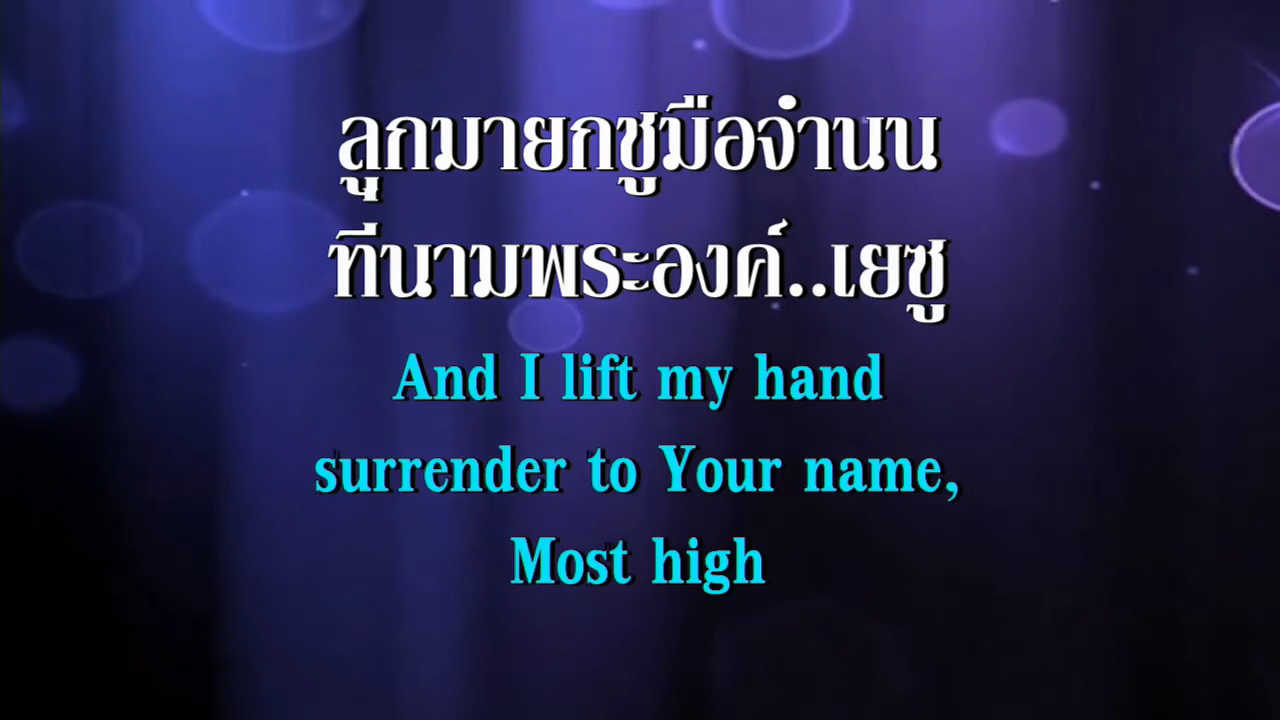 ลูกมายกชูมือจำนน
ที่นามพระองค์..เยซู
And I lift my hand
surrender to Your name,
Most high